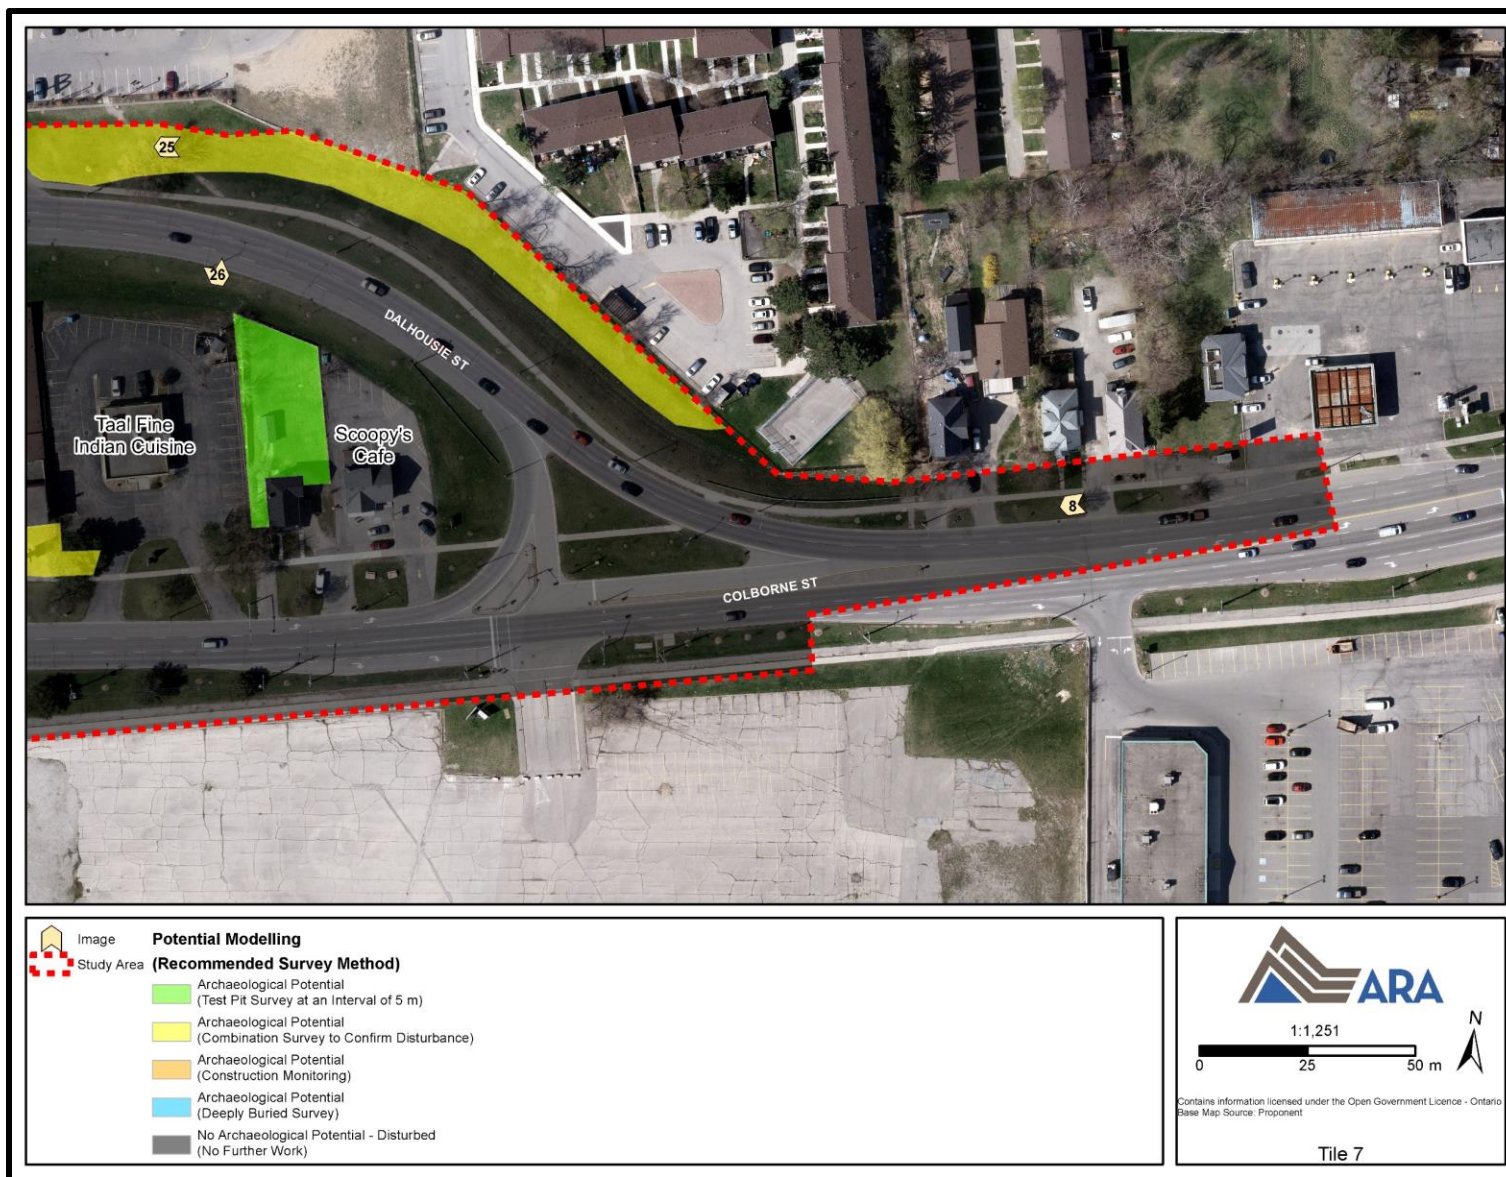 25
26
DALHOUSIE ST
Taal Fine
Indian Cuisine
Scoopy's
Cafe
8
COLBORNE ST
Image
Study Area
Potential Modelling
(Recommended Survey Method)
Archaeological Potential
(Test Pit Survey at an Interval of 5 m)
Archaeological Potential
(Combination Survey to Confirm Disturbance)
Archaeological Potential
(Construction Monitoring)
Archaeological Potential
(Deeply Buried Survey)
No Archaeological Potential - Disturbed
(No Further Work)
ARA
N
1:1,251
0 25 50 m
Contains information licensed under the Open Government Licence - Ontario
Base Map Source: Proponent
Tile 7